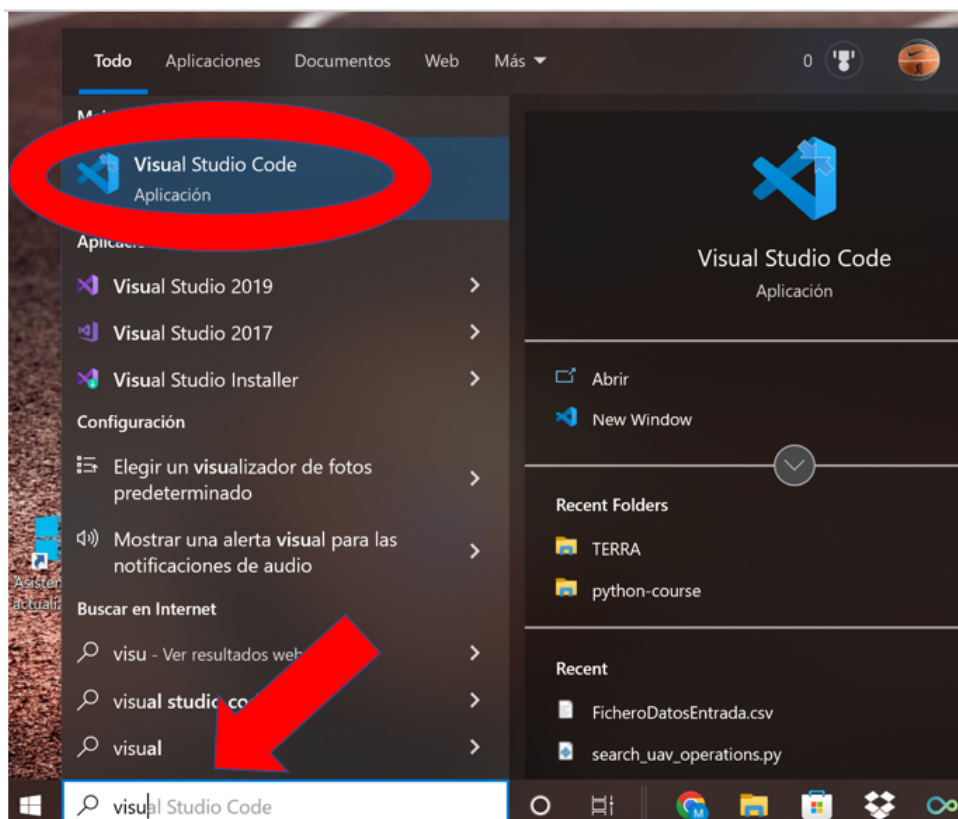 Todo Aplicaciones Documentos Web Más 0
Visual Studio Code
Aplicación
Visual Studio 2019
Visual Studio 2017
Visual Studio Installer
Configuración
Elegir un visualizador de fotos
predeterminado
Mostrar una alerta visual para las
notificaciones de audio
Buscar en Internet
visu - Ver resultados web
visual studio
visual
visual Studio Code
Visual Studio Code
Aplicación
Abrir
New Window
Recent Folders
TERRA
python-course
Recent
FicheroDatosEntrada.csv
search_uav_operations.py